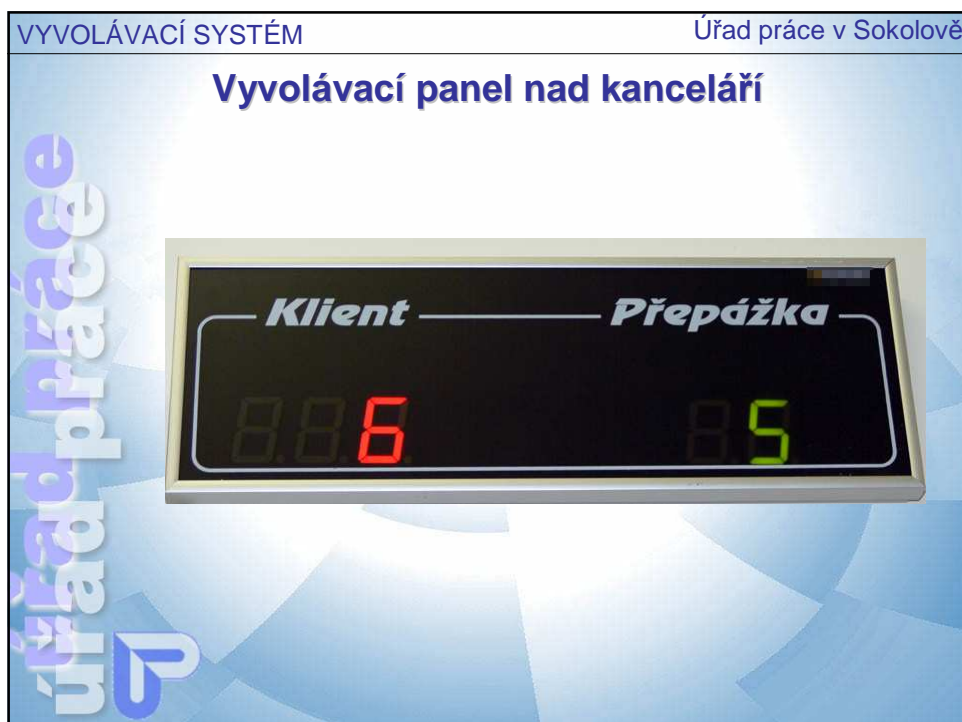 VYVOLÁVACÍ SYSTÉM
Úřad práce v Sokolově
Vyvolávací panel nad kanceláří
Klient
Přepážka
6
5
úřad práce
úřad práce